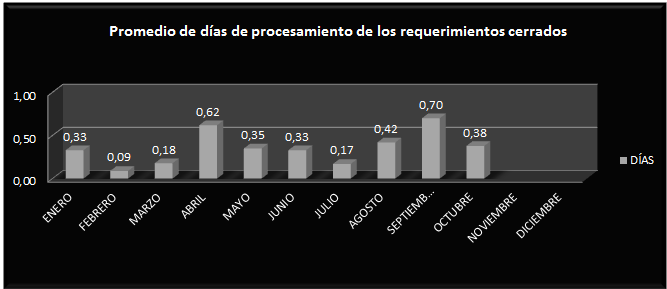 Promedio de días de procesamiento de los requerimientos cerrados
1,00
0,50
0,00
0,33
0,09
0,18
0,62
0,35
0,33
0,17
0,42
0,70
0,38
ENERO
FEBRERO
MARZO
ABRIL
MAYO
JUNIO
JULIO
AGOSTO
SEPTIEMB...
OCTUBRE
NOVIEMBRE
DICIEMBRE
DÍAS